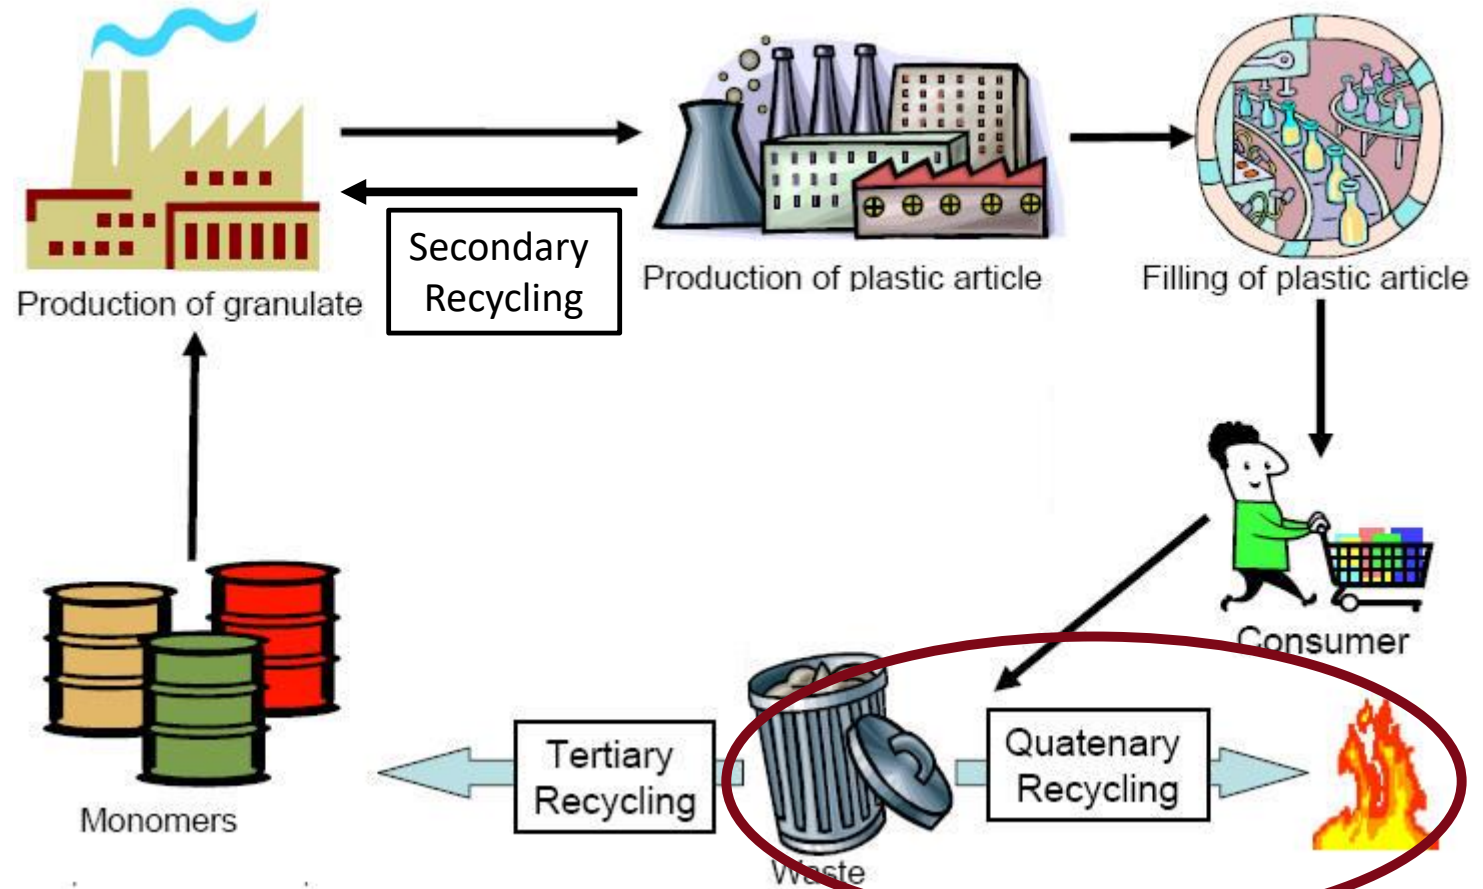 Secondary
Recycling
Production of granulate
Production of plastic article
Filling of plastic article
Consumer
Tertiary
Recycling
Quatenary
Recycling
Monomers
Waste